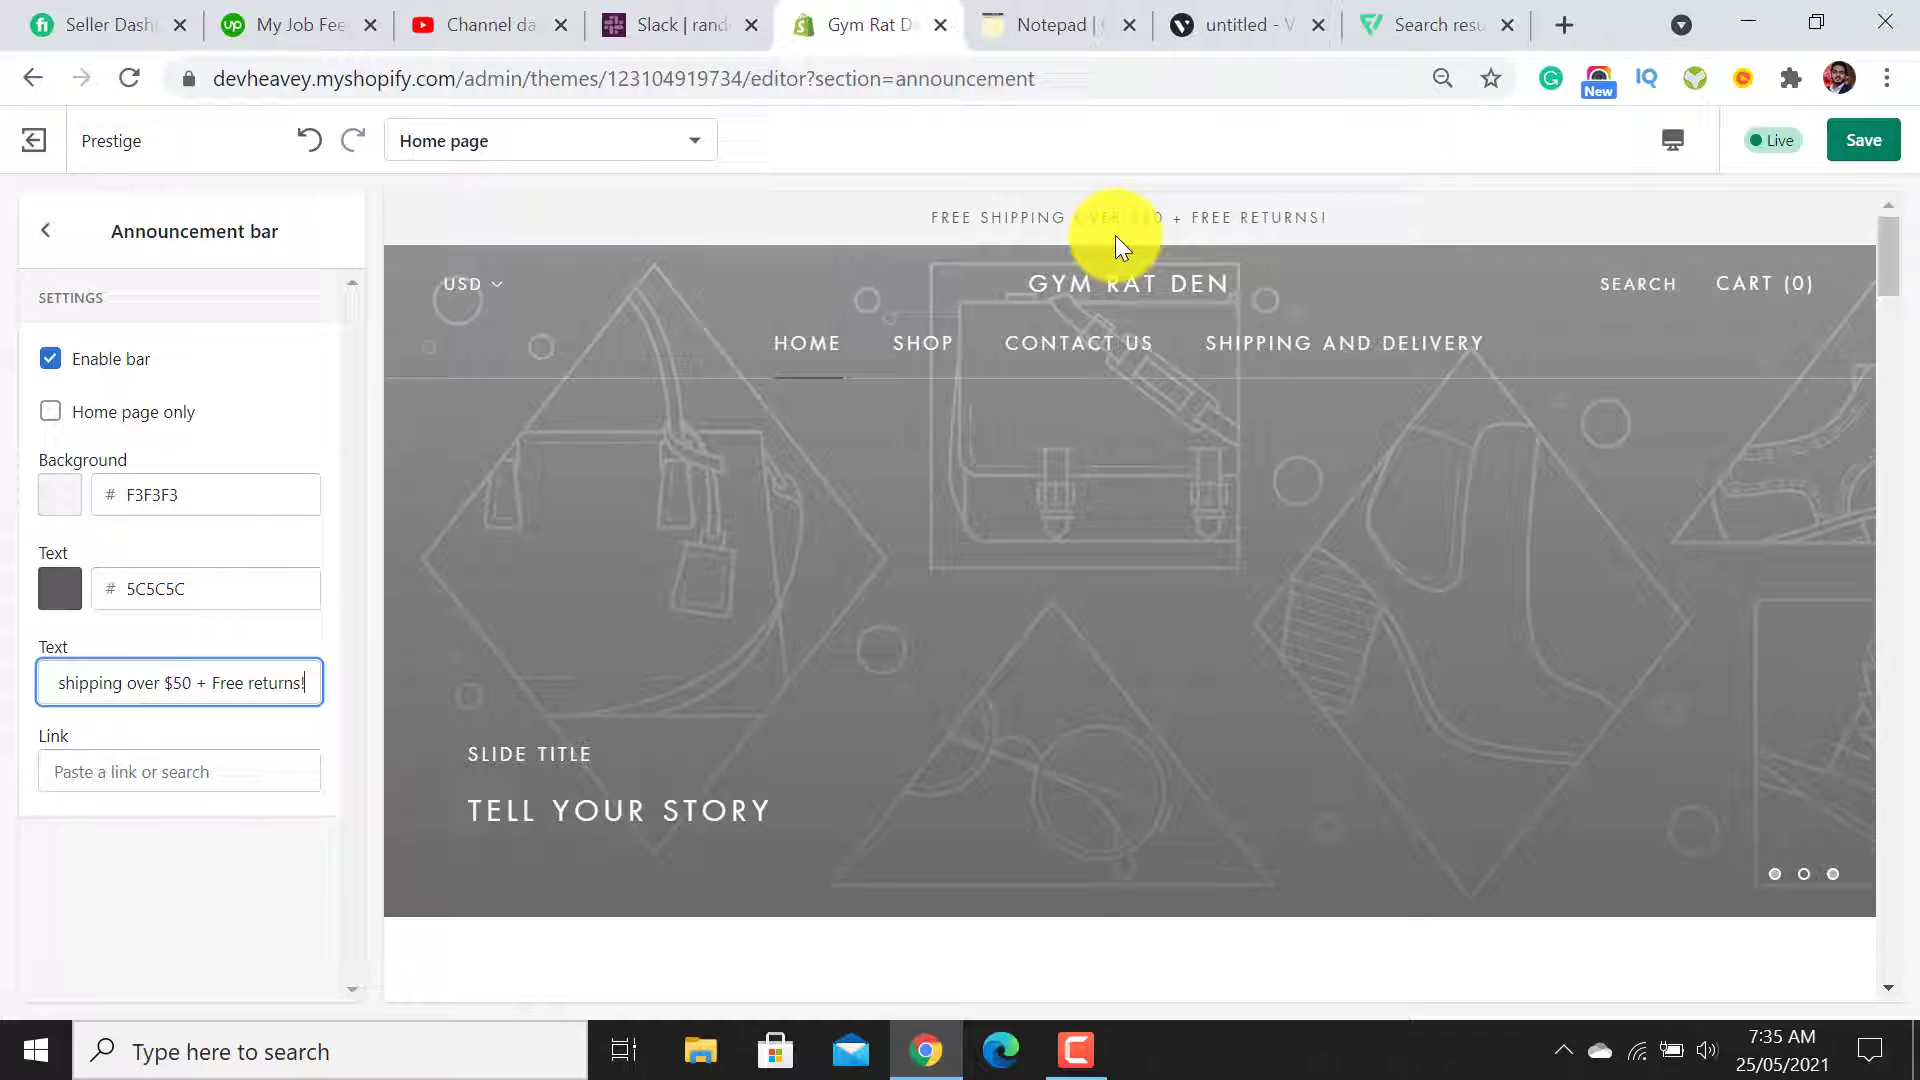 Seller Dash
My Job Fee
Channel da
Slack | rand
Gym Rat D
Notepad |
untitled - V
Search resu
devheavey.myshopify.com/admin/themes/123104919734/editor?section=announcement
New
Prestige
Home page
Live
Save
Announcement bar
SETTINGS
Enable bar
Home page only
Background
# F3F3F3
Text
# 5C5C5C
Text
shipping over $50 + Free returns!
Link
Paste a link or search
FREE SHIPPING OVER $50 + FREE RETURNS!
USD
GYM RAT DEN
SEARCH
CART (0)
HOME
SHOP
CONTACT US
SHIPPING AND DELIVERY
SLIDE TITLE
TELL YOUR STORY
Type here to search
7:35 AM
25/05/2021